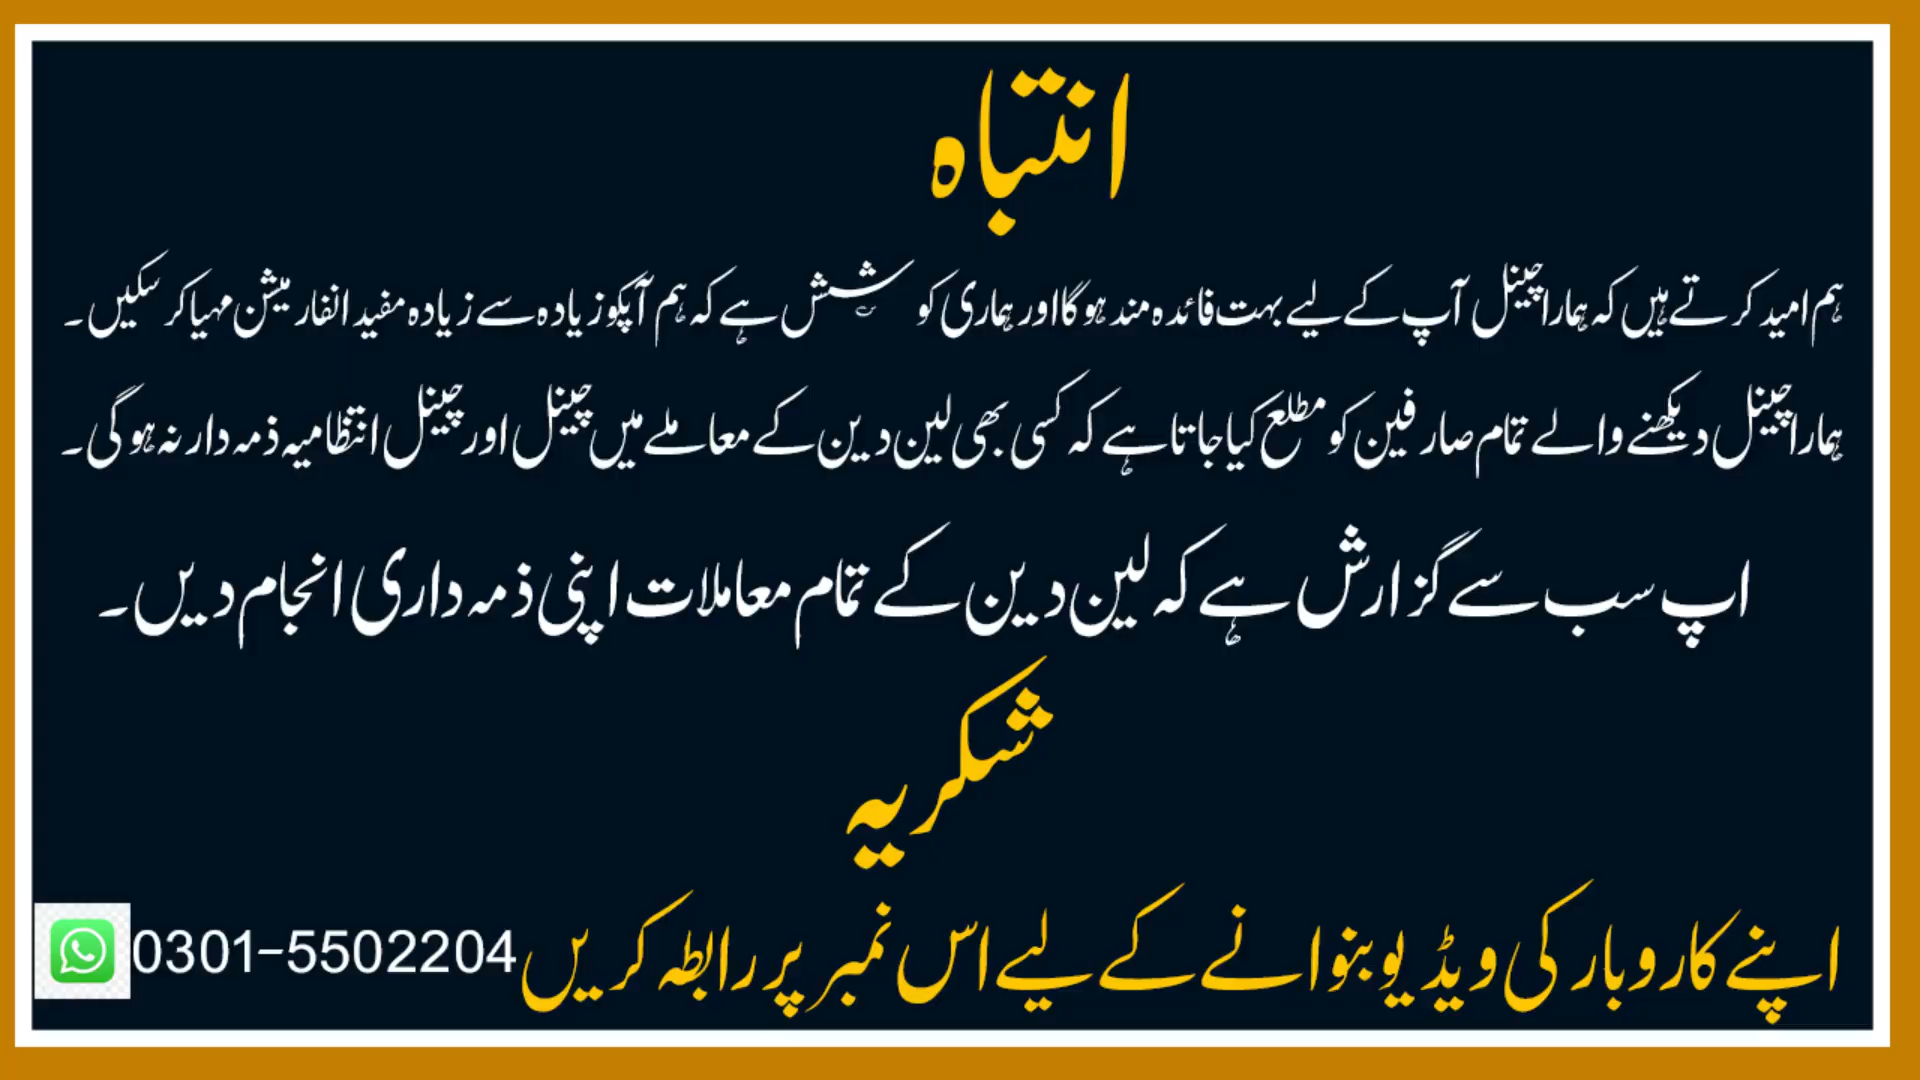 انتباہ
ہم امید کرتے ہیں کہ ہمارا چینل آپ کے لیے بہت فائدہ مند ہوگا اور ہماری کوشش ہے کہ ہم آپکو زیادہ سے زیادہ مفید انفارمیشن مہیا کر سکیں۔
ہمارا چینل دیکھنے والے تمام صارفین کو مطلع کیا جاتا ہے کہ کسی بھی لین دین کے معاملے میں چینل اور چینل انتظامیہ ذمہ دار نہ ہوگی۔
اپ سب سے گزارش ہے کہ لین دین کے تمام معاملات اپنی ذمہ داری انجام دیں۔
شکریہ
اپنے کاروبار کی ویڈیو بنوانے کے لیے اس نمبر پر رابطہ کریں 0301-5502204